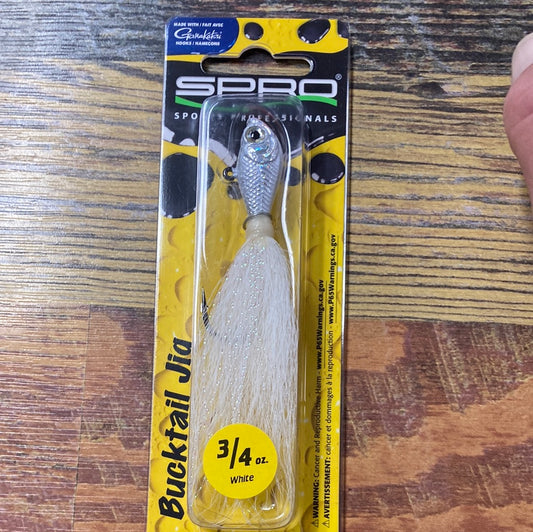 MADE WITH / FAIT AVEC
Gamakatsu
HOOKS / HAMEÇONS
SPRO®
SPORTS PROFESSIONALS
Bucktail Jig
3/4 oz.
White
⚠WARNING: Cancer and Reproductive Harm - www.P65Warnings.ca.gov
⚠AVERTISSEMENT: cancer et dommages à la reproduction - www.P65Warnings.ca.gov